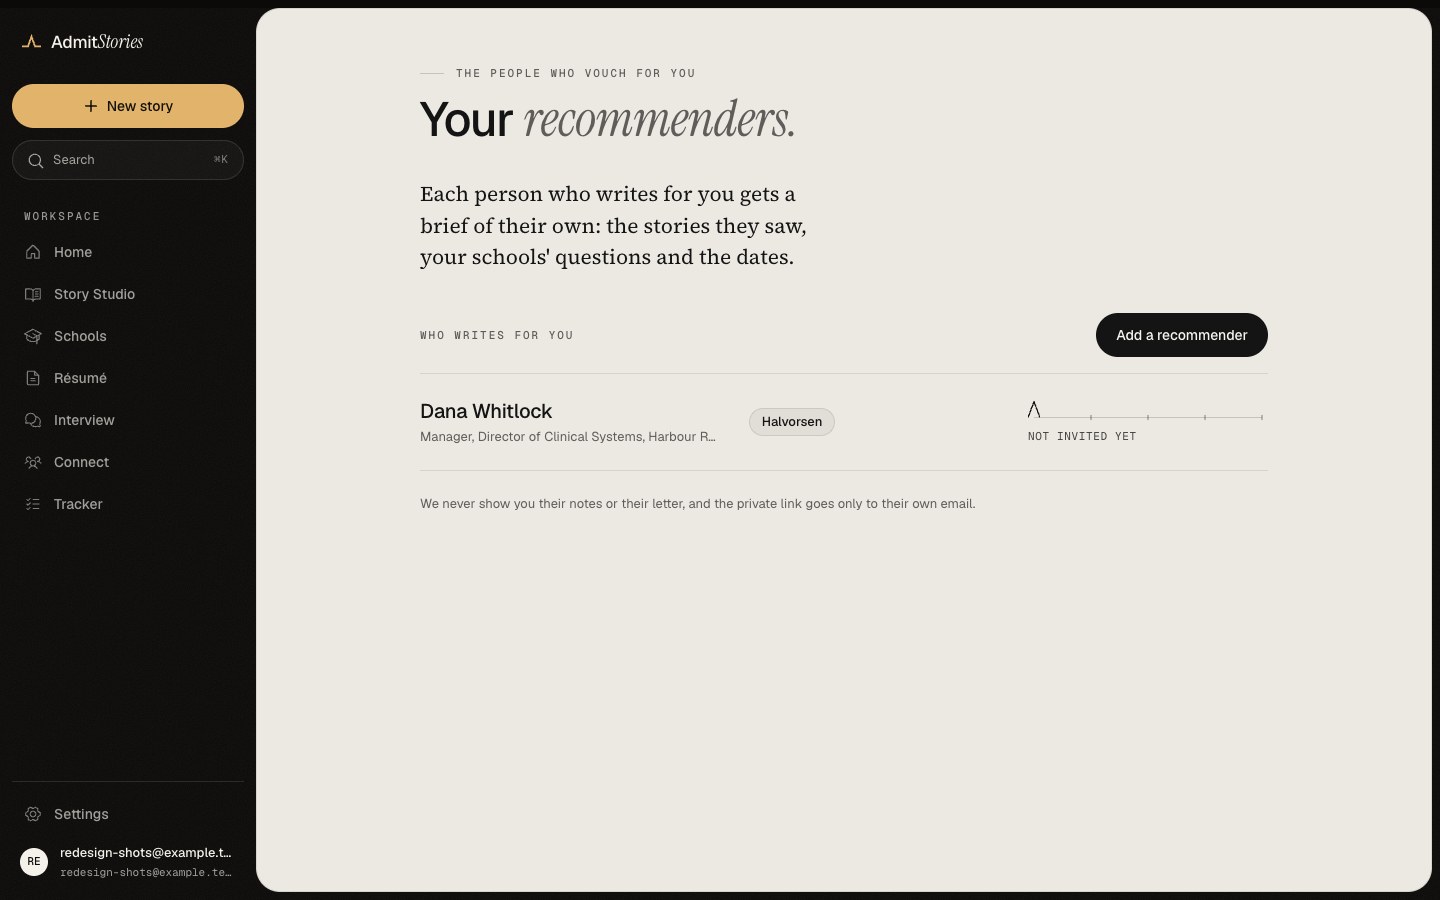 AdmitStories
New story
Search ⌘K
WORKSPACE
Home
Story Studio
Schools
Résumé
Interview
Connect
Tracker
Settings
RE
redesign-shots@example.t…
redesign-shots@example.te…
THE PEOPLE WHO VOUCH FOR YOU
Your recommenders.
Each person who writes for you gets a
brief of their own: the stories they saw,
your schools' questions and the dates.
WHO WRITES FOR YOU
Add a recommender
Dana Whitlock
Manager, Director of Clinical Systems, Harbour R…
Halvorsen
NOT INVITED YET
We never show you their notes or their letter, and the private link goes only to their own email.